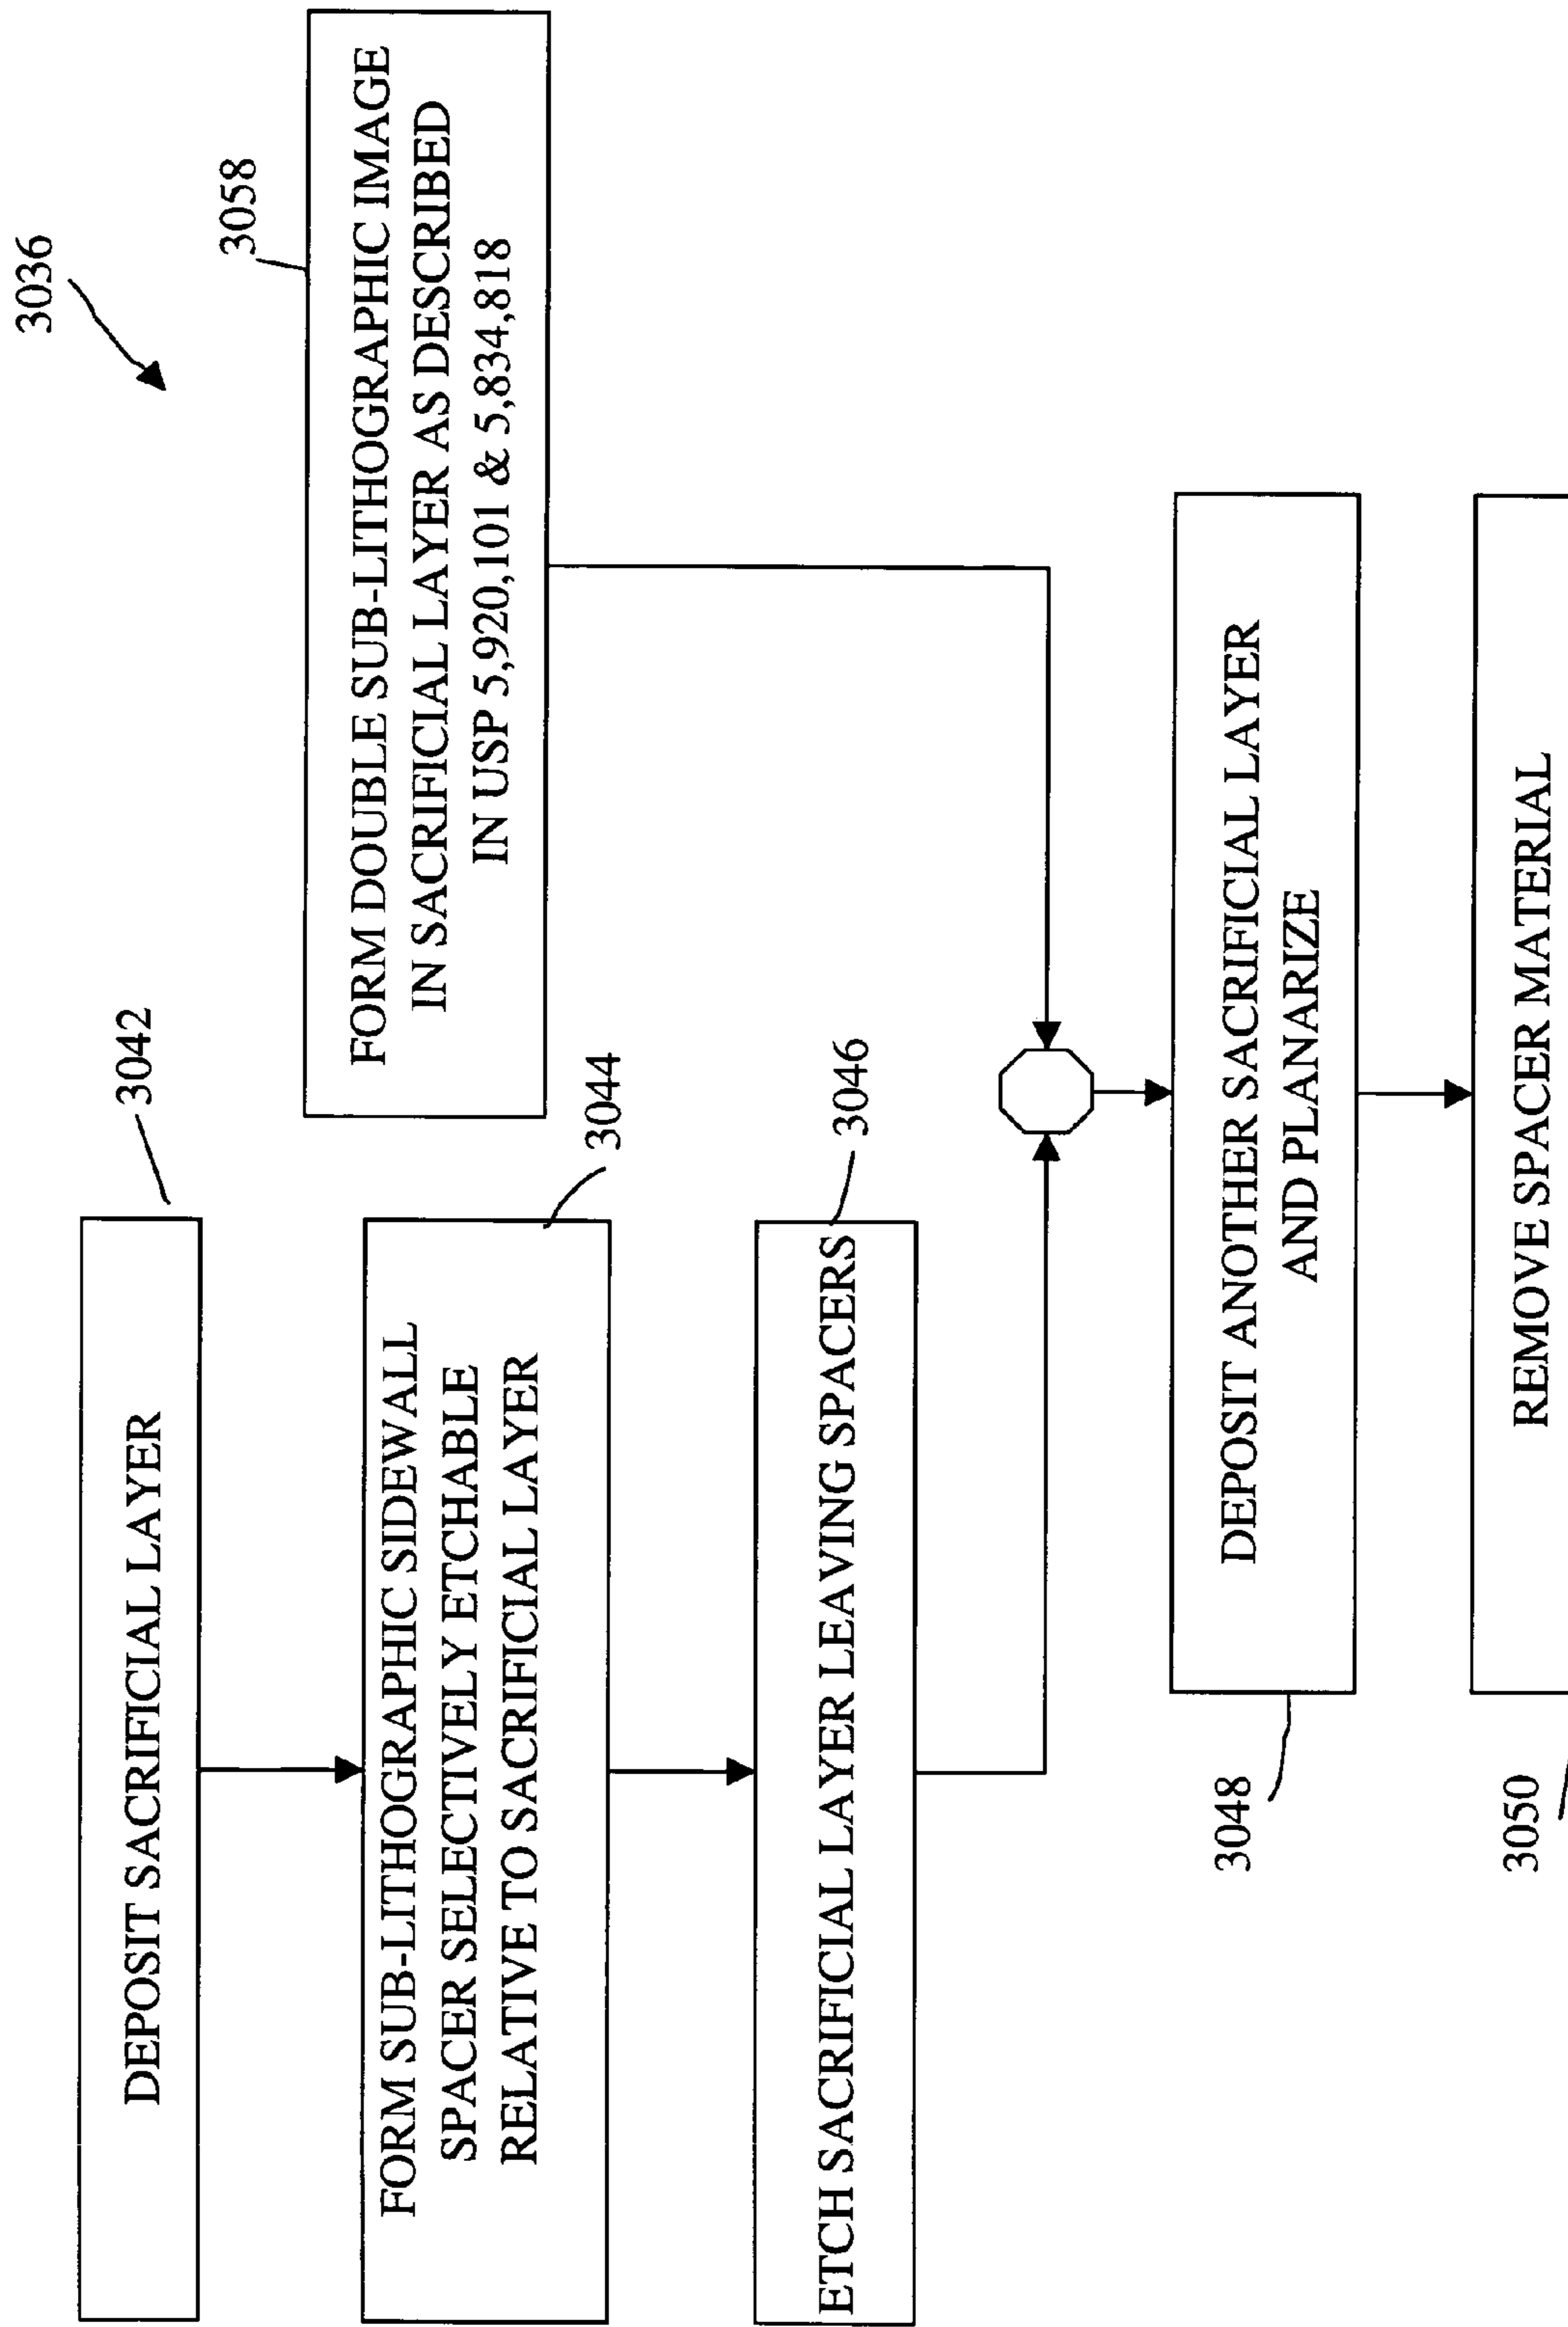 3036
3042
DEPOSIT SACRIFICIAL LAYER
3058
FORM DOUBLE SUB-LITHOGRAPHIC IMAGE
IN SACRIFICIAL LAYER AS DESCRIBED
IN USP 5,920,101 & 5,834,818
3044
FORM SUB-LITHOGRAPHIC SIDEWALL
SPACER SELECTIVELY ETCHABLE
RELATIVE TO SACRIFICIAL LAYER
3046
ETCH SACRIFICIAL LAYER LEAVING SPACERS
3048
DEPOSIT ANOTHER SACRIFICIAL LAYER
AND PLANARIZE
3050
REMOVE SPACER MATERIAL